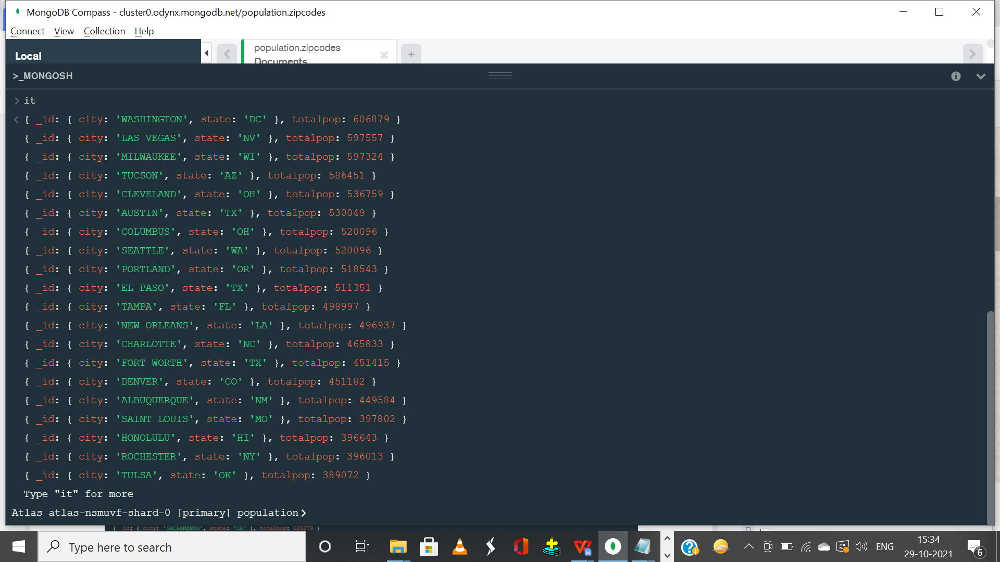 MongoDB Compass - cluster0.odynx.mongodb.net/population.zipcodes
Connect View Collection Help
Local
population.zipcodes
Documents
>_MONGOSH
it
{ _id: { city: 'WASHINGTON', state: 'DC' }, totalpop: 606879 }
{ _id: { city: 'LAS VEGAS', state: 'NV' }, totalpop: 597557 }
{ _id: { city: 'MILWAUKEE', state: 'WI' }, totalpop: 597324 }
{ _id: { city: 'TUCSON', state: 'AZ' }, totalpop: 586451 }
{ _id: { city: 'CLEVELAND', state: 'OH' }, totalpop: 536759 }
{ _id: { city: 'AUSTIN', state: 'TX' }, totalpop: 530049 }
{ _id: { city: 'COLUMBUS', state: 'OH' }, totalpop: 520096 }
{ _id: { city: 'SEATTLE', state: 'WA' }, totalpop: 520096 }
{ _id: { city: 'PORTLAND', state: 'OR' }, totalpop: 518543 }
{ _id: { city: 'EL PASO', state: 'TX' }, totalpop: 511351 }
{ _id: { city: 'TAMPA', state: 'FL' }, totalpop: 498997 }
{ _id: { city: 'NEW ORLEANS', state: 'LA' }, totalpop: 496937 }
{ _id: { city: 'CHARLOTTE', state: 'NC' }, totalpop: 465833 }
{ _id: { city: 'FORT WORTH', state: 'TX' }, totalpop: 451415 }
{ _id: { city: 'DENVER', state: 'CO' }, totalpop: 451182 }
{ _id: { city: 'ALBUQUERQUE', state: 'NM' }, totalpop: 449584 }
{ _id: { city: 'SAINT LOUIS', state: 'MO' }, totalpop: 397802 }
{ _id: { city: 'HONOLULU', state: 'HI' }, totalpop: 396643 }
{ _id: { city: 'ROCHESTER', state: 'NY' }, totalpop: 396013 }
{ _id: { city: 'TULSA', state: 'OK' }, totalpop: 389072 }
Type "it" for more
Atlas atlas-nsmuvf-shard-0 [primary] population>
{ _id: { city: 'SACRAMENTO', state: 'CA' }, totalpop: 628279 }
Type here to search
ENG
15:34
29-10-2021
6